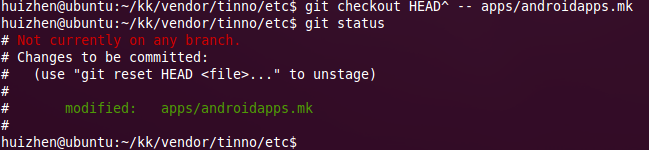 huizhen@ubuntu:~/kk/vendor/tinno/etc$ git checkout HEAD^ -- apps/androidapps.mk
huizhen@ubuntu:~/kk/vendor/tinno/etc$ git status
# Not currently on any branch.
# Changes to be committed:
#   (use "git reset HEAD <file>..." to unstage)
#
#       modified:   apps/androidapps.mk
#
huizhen@ubuntu:~/kk/vendor/tinno/etc$